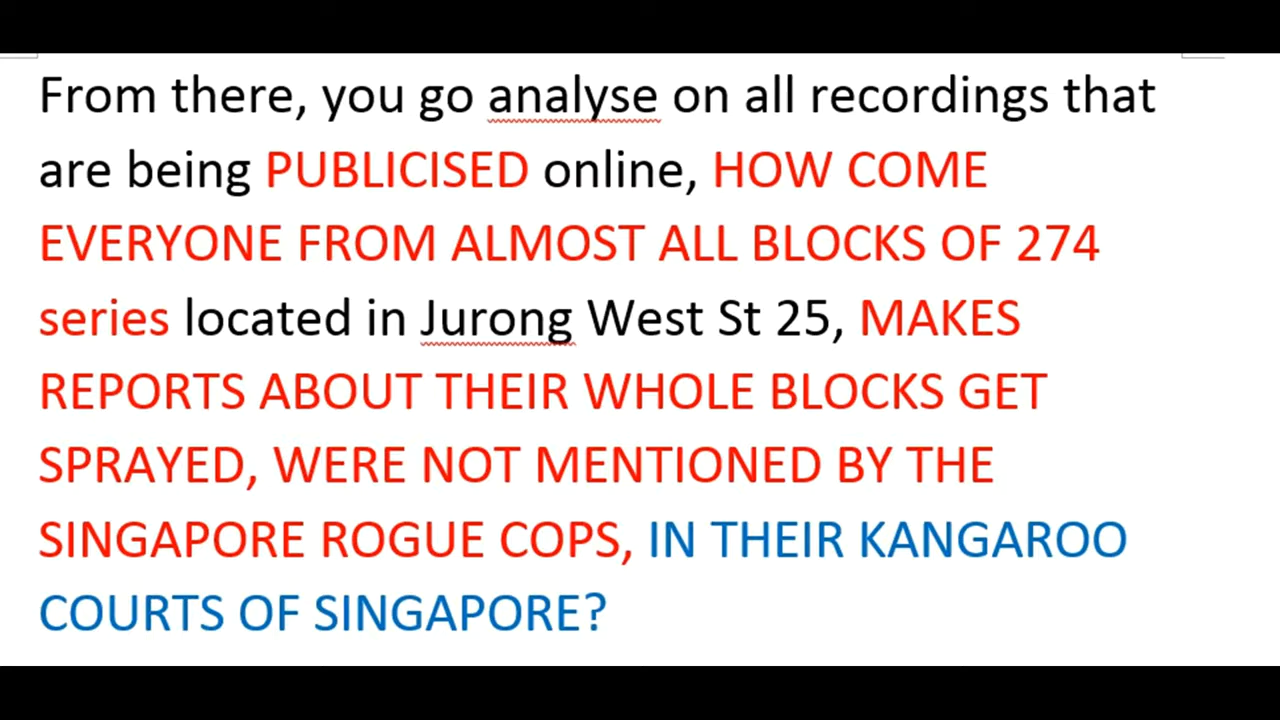 From there, you go analyse on all recordings that
are being PUBLICISED online, HOW COME
EVERYONE FROM ALMOST ALL BLOCKS OF 274
series located in Jurong West St 25, MAKES
REPORTS ABOUT THEIR WHOLE BLOCKS GET
SPRAYED, WERE NOT MENTIONED BY THE
SINGAPORE ROGUE COPS, IN THEIR KANGAROO
COURTS OF SINGAPORE?